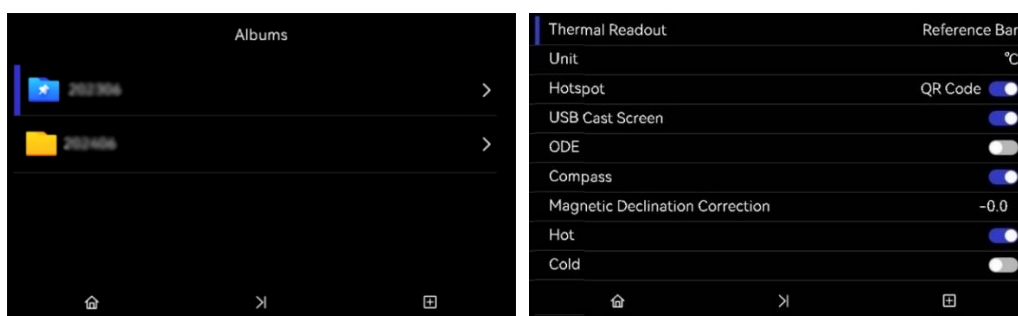 Albums
Thermal Readout Reference Bar
Unit °C
Hotspot QR Code
USB Cast Screen
ODE
Compass
Magnetic Declination Correction -0.0
Hot
Cold